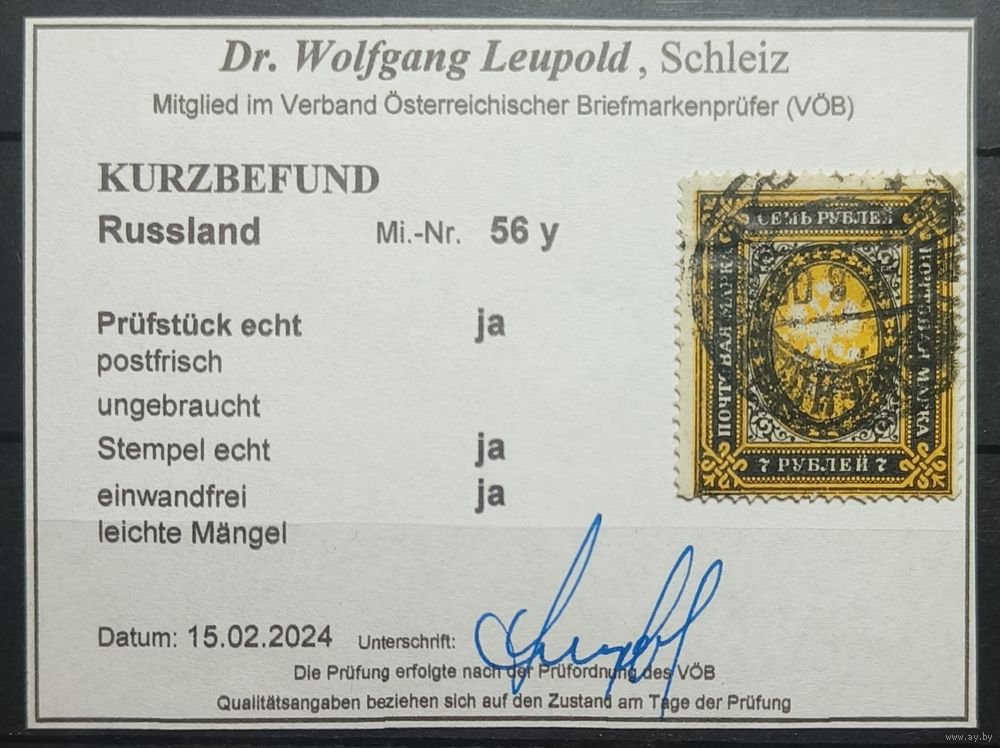 Dr. Wolfgang Leupold, Schleiz
Mitglied im Verband Österreichischer Briefmarkenprüfer (VÖB)
KURZBEFUND
Russland Mi.-Nr. 56 y
Prüfstück echt ja
postfrisch
ungebraucht
Stempel echt ja
einwandfrei ja
leichte Mängel
Datum: 15.02.2024 Unterschrift:
Die Prüfung erfolgte nach der Prüfordnung des VÖB
Qualitätsangaben beziehen sich auf den Zustand am Tage der Prüfung
СЕМЬ РУБЛЕЙ
ПОЧТОВАЯ МАРКА
ПОЧТОВАЯ МАРКА
7 РУБЛЕЙ 7
www.ay.by